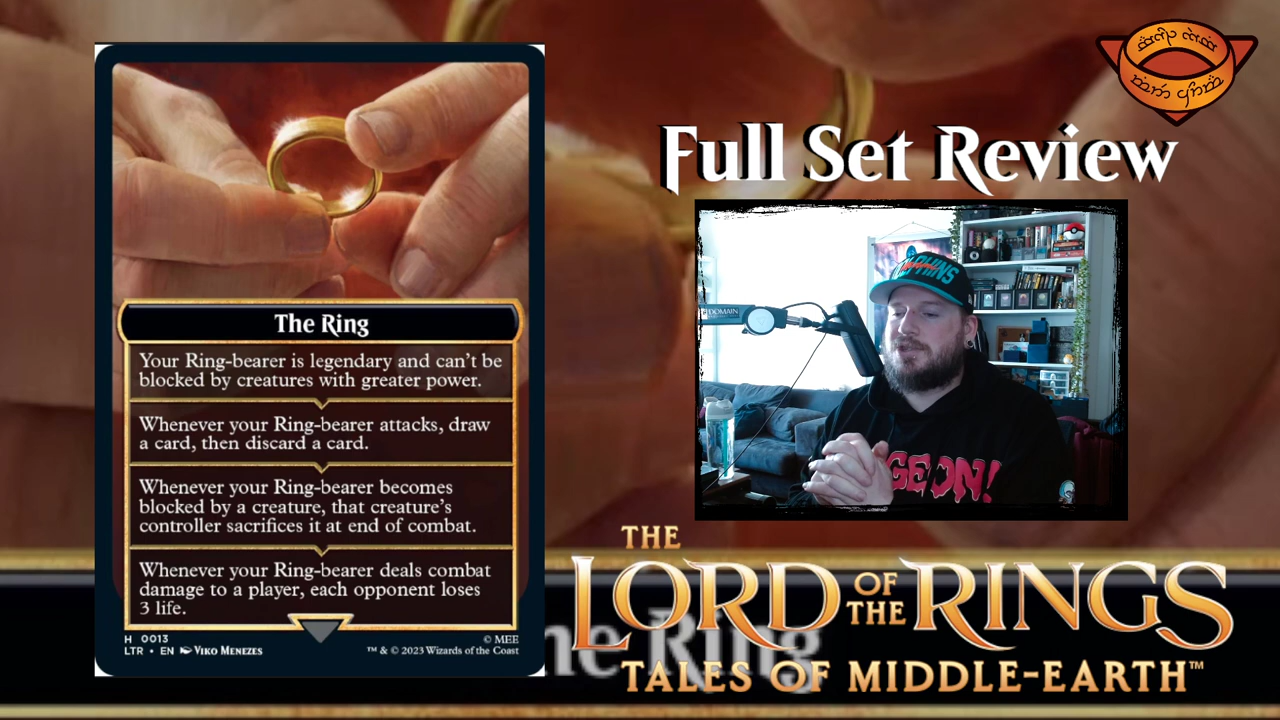 The Ring
Your Ring-bearer is legendary and can't be
blocked by creatures with greater power.
Whenever your Ring-bearer attacks, draw
a card, then discard a card.
Whenever your Ring-bearer becomes
blocked by a creature, that creature's
controller sacrifices it at end of combat.
Whenever your Ring-bearer deals combat
damage to a player, each opponent loses
3 life.
H 0013
LTR • EN VIKO MENEZES
© MEE
™ & © 2023 Wizards of the Coast
Full Set Review
DOMAIN
GEON!
THE
LORD OF THE RINGS
TALES OF MIDDLE-EARTH™
he Ring